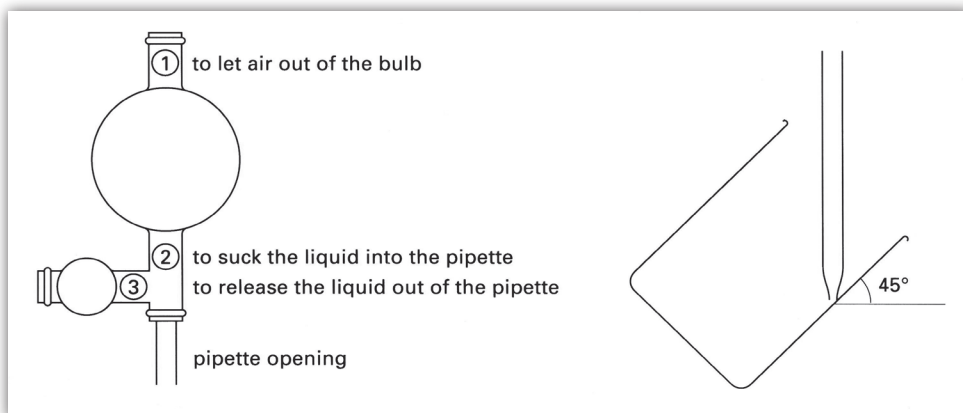 ① to let air out of the bulb
② to suck the liquid into the pipette
③ to release the liquid out of the pipette
pipette opening
45°